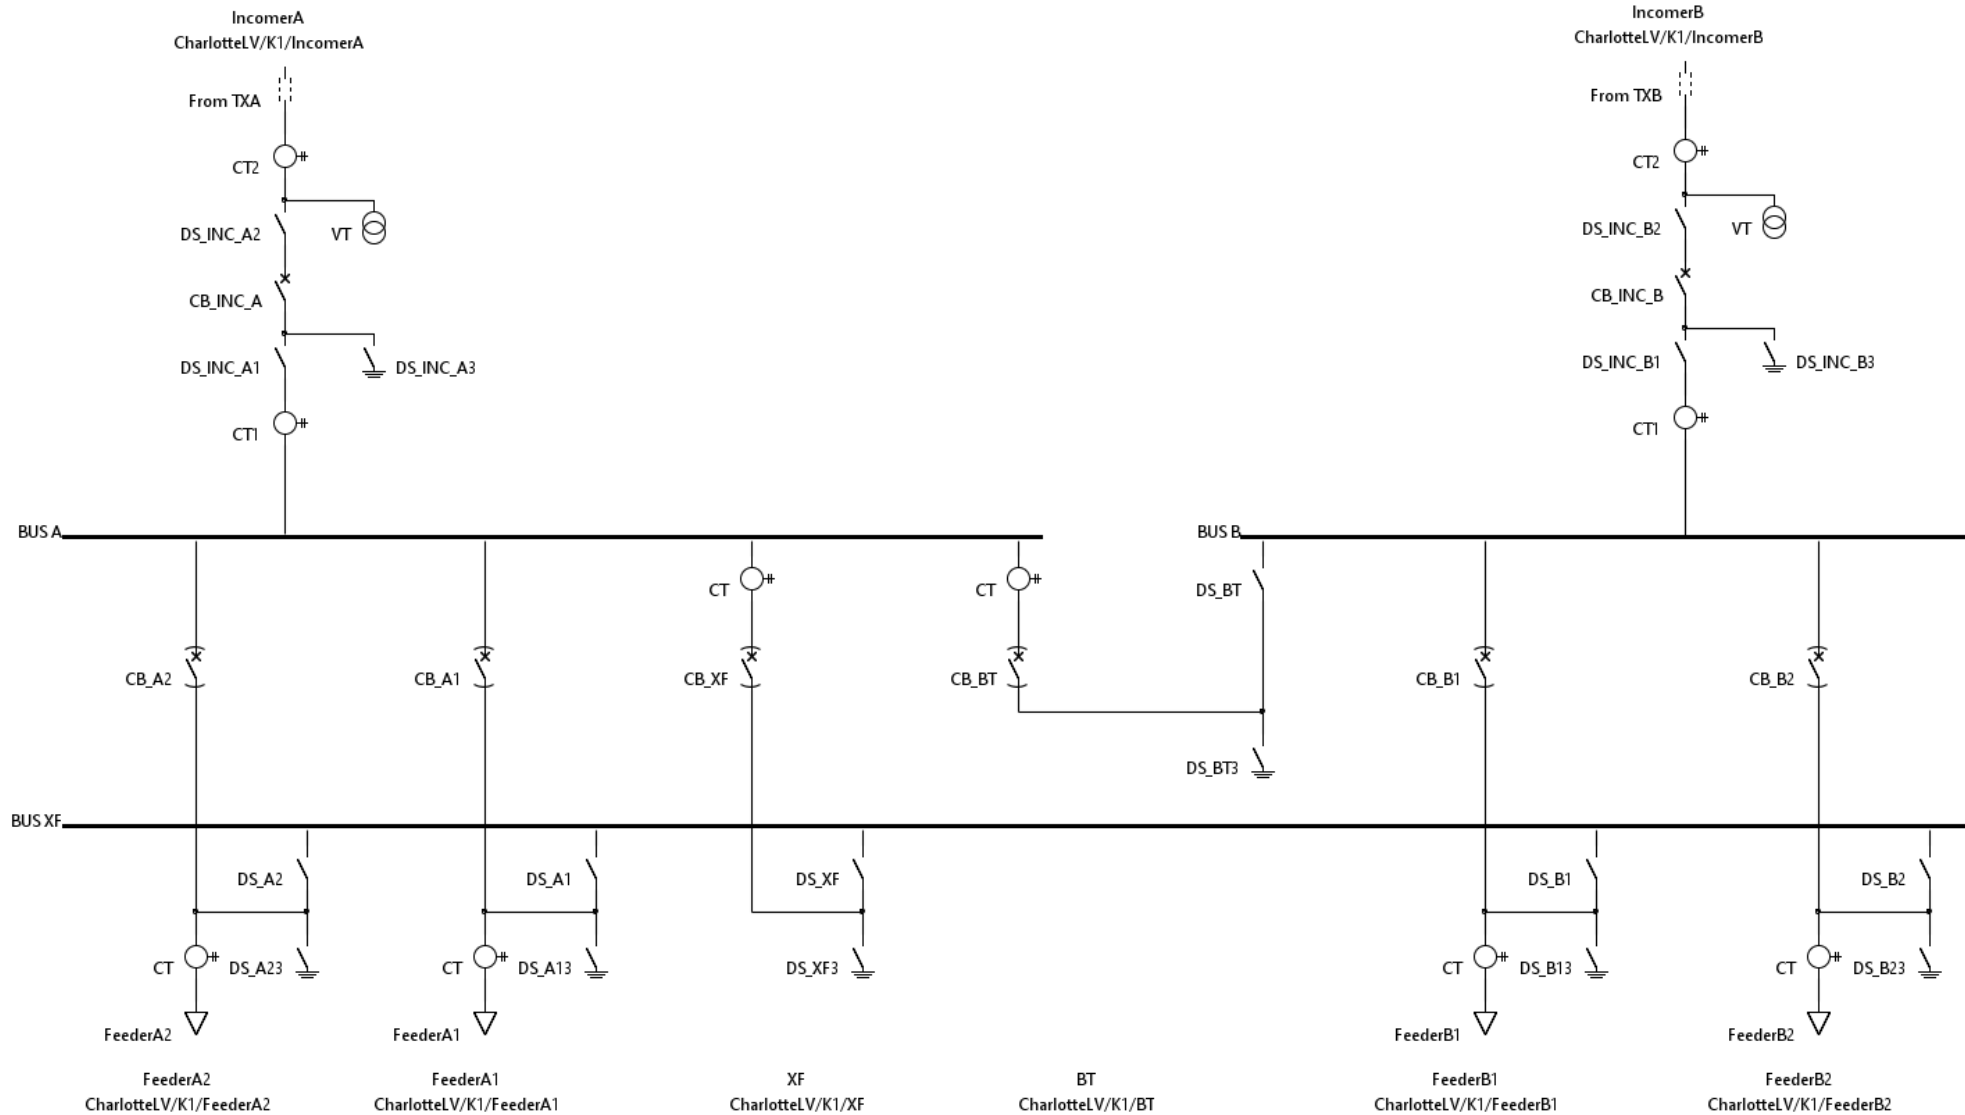 IncomerA
CharlotteLV/K1/IncomerA
IncomerB
CharlotteLV/K1/IncomerB
From TXA
From TXB
CT2
CT2
DS_INC_A2
VT
DS_INC_B2
VT
CB_INC_A
CB_INC_B
DS_INC_A1
DS_INC_A3
DS_INC_B1
DS_INC_B3
CT1
CT1
BUS A
BUS B
CT
CT
DS_BT
CB_A2
CB_A1
CB_XF
CB_BT
CB_B1
CB_B2
DS_BT3
BUS XF
DS_A2
DS_A1
DS_XF
DS_B1
DS_B2
CT
DS_A23
CT
DS_A13
DS_XF3
CT
DS_B13
CT
DS_B23
FeederA2
FeederA1
FeederB1
FeederB2
FeederA2
CharlotteLV/K1/FeederA2
FeederA1
CharlotteLV/K1/FeederA1
XF
CharlotteLV/K1/XF
BT
CharlotteLV/K1/BT
FeederB1
CharlotteLV/K1/FeederB1
FeederB2
CharlotteLV/K1/FeederB2